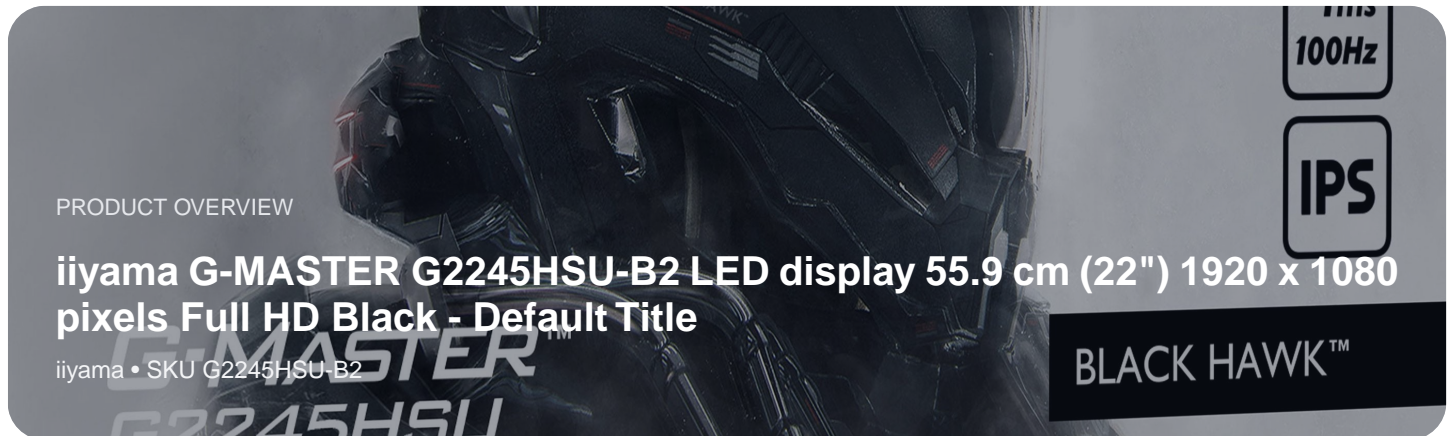 100Hz
IPS
PRODUCT OVERVIEW
iiyama G-MASTER G2245HSU-B2 LED display 55.9 cm (22") 1920 x 1080
pixels Full HD Black - Default Title
G-MASTER™
iiyama • SKU G2245HSU-B2
BLACK HAWK™
G2245HSU